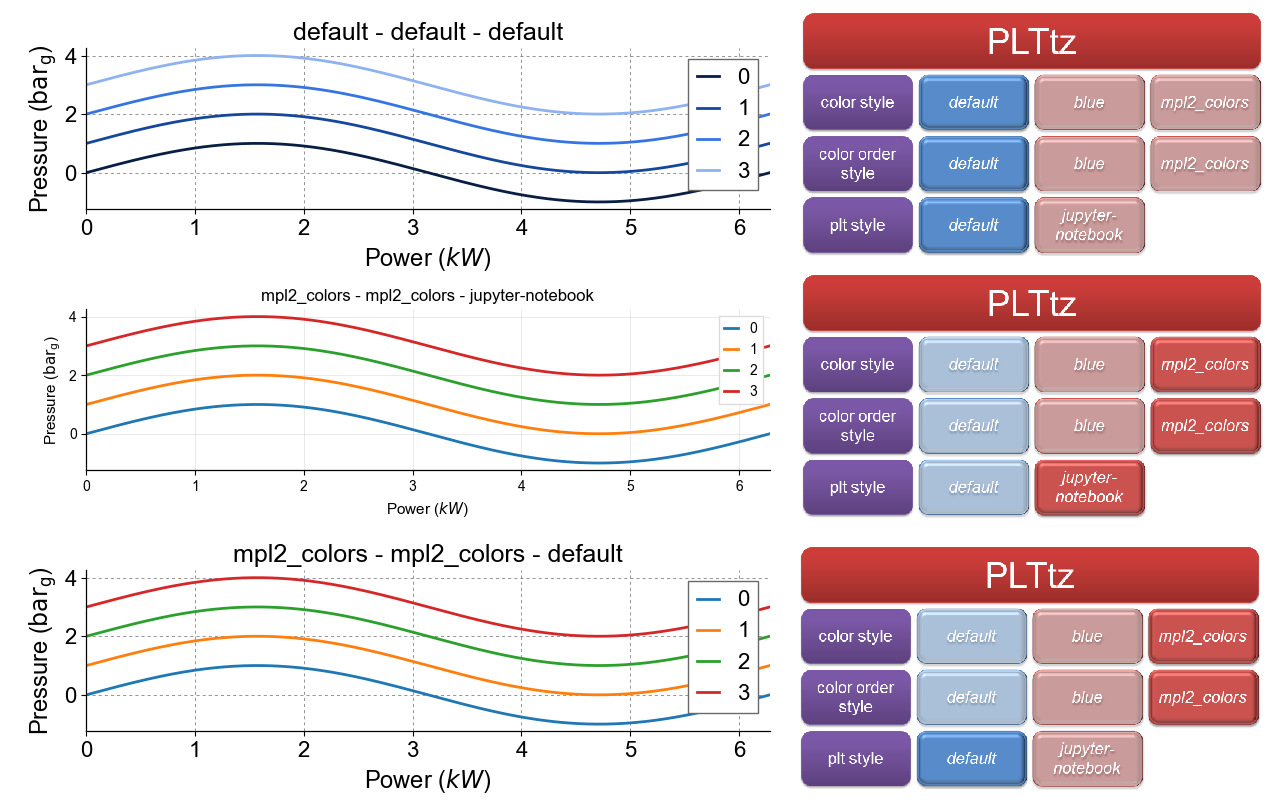 default - default - default
Pressure (bar_g)
4
2
0
0 1 2 3 4 5 6
Power (kW)
0
1
2
3
PLTtz
color style default blue mpl2_colors
color order style default blue mpl2_colors
plt style default jupyter-notebook
mpl2_colors - mpl2_colors - jupyter-notebook
Pressure (bar_g)
4
2
0
0 1 2 3 4 5 6
Power (kW)
0
1
2
3
PLTtz
color style default blue mpl2_colors
color order style default blue mpl2_colors
plt style default jupyter-notebook
mpl2_colors - mpl2_colors - default
Pressure (bar_g)
4
2
0
0 1 2 3 4 5 6
Power (kW)
0
1
2
3
PLTtz
color style default blue mpl2_colors
color order style default blue mpl2_colors
plt style default jupyter-notebook